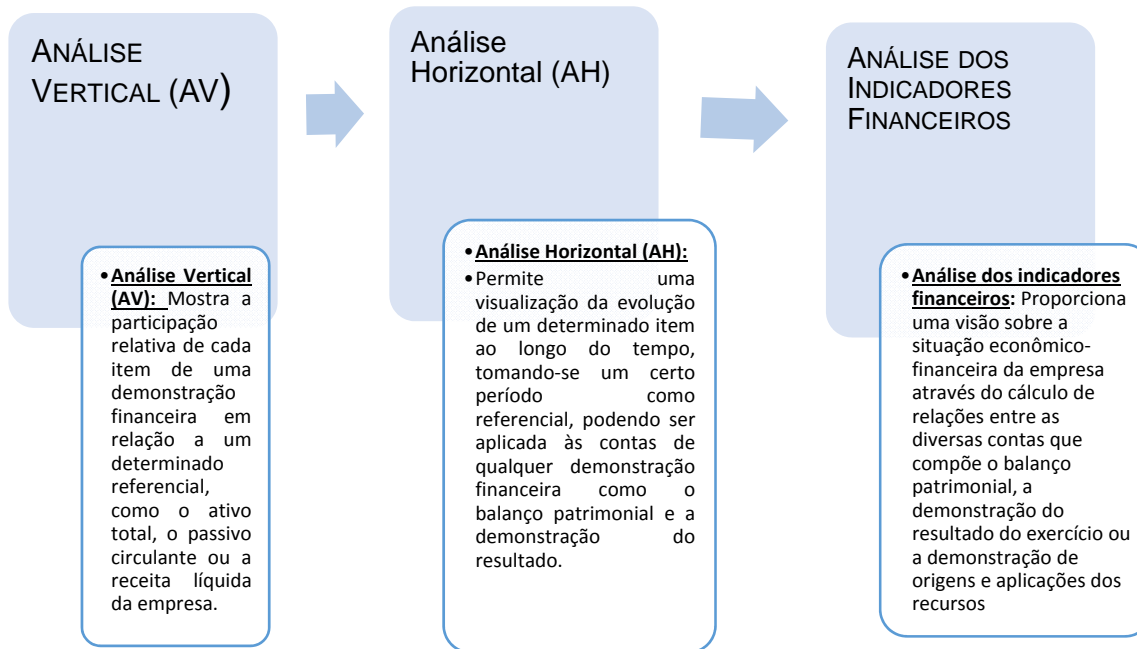 ANÁLISE
VERTICAL (AV)
• Análise Vertical
(AV): Mostra a
participação
relativa de cada
item de uma
demonstração
financeira em
relação a um
determinado
referencial,
como o ativo
total, o passivo
circulante ou a
receita líquida
da empresa.
Análise
Horizontal (AH)
• Análise Horizontal (AH):
• Permite uma
visualização da evolução
de um determinado item
ao longo do tempo,
tomando-se um certo
período como
referencial, podendo ser
aplicada às contas de
qualquer demonstração
financeira como o
balanço patrimonial e a
demonstração do
resultado.
ANÁLISE DOS
INDICADORES
FINANCEIROS
• Análise dos indicadores
financeiros: Proporciona
uma visão sobre a
situação econômico-
financeira da empresa
através do cálculo de
relações entre as
diversas contas que
compõe o balanço
patrimonial, a
demonstração do
resultado do exercício ou
a demonstração de
origens e aplicações dos
recursos